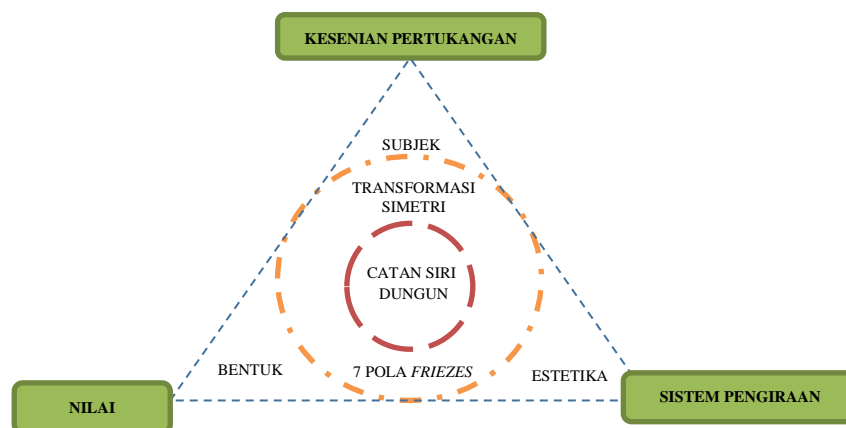 KESENIAN PERTUKANGAN
SUBJEK
TRANSFORMASI
SIMETRI
CATAN SIRI
DUNGUN
BENTUK
7 POLA FRIEZES
ESTETIKA
NILAI
SISTEM PENGIRAAN